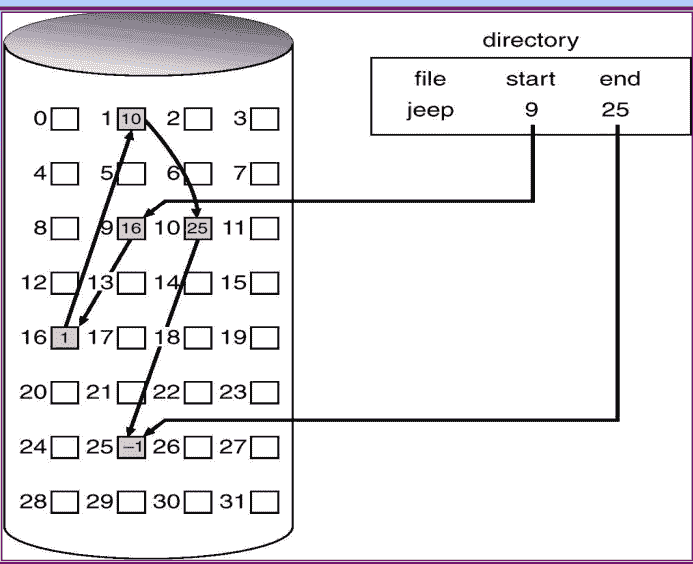 directory
file start end
jeep 9 25
0 1 10 2 3
4 5 6 7
8 9 16 10 25 11
12 13 14 15
16 1 17 18 19
20 21 22 23
24 25 –1 26 27
28 29 30 31